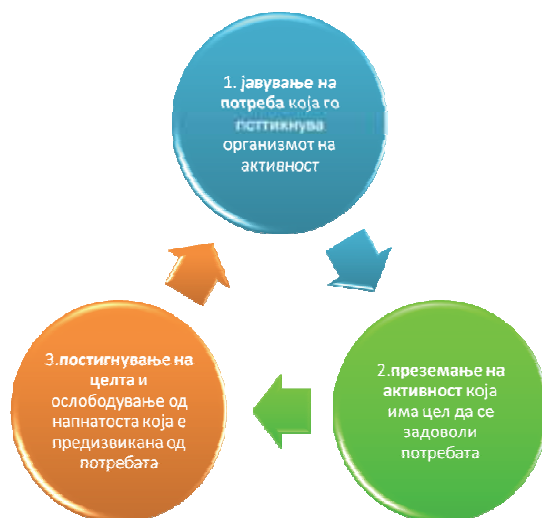 1. јавување на
потреба која го
поттикнува
организмот на
активност
2.преземање на
активност која
има цел да се
задоволи
потребата
3.постигнување на
целта и
ослободување од
напнатоста која е
предизвикана од
потребата